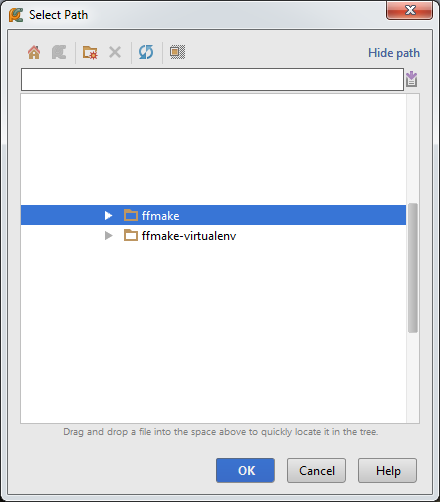 Select Path
Hide path
ffmake
ffmake-virtualenv
Drag and drop a file into the space above to quickly locate it in the tree.
OK
Cancel
Help